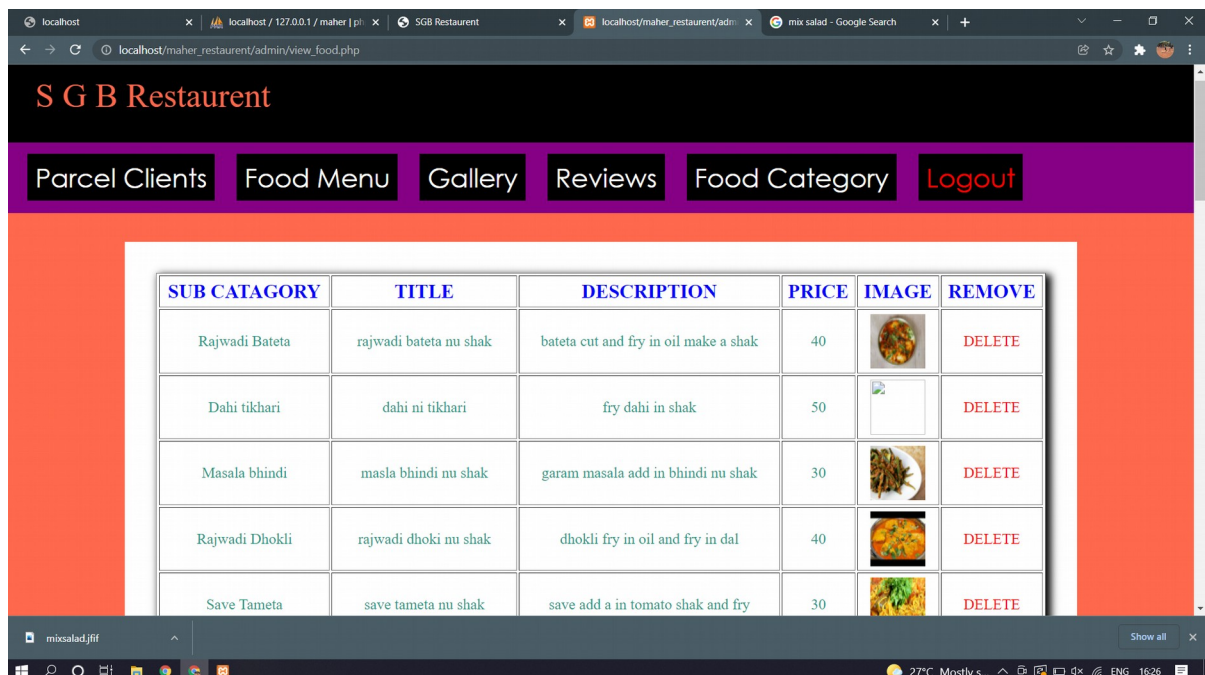 localhost
localhost / 127.0.0.1 / maher | ph
SGB Restaurent
localhost/maher_restaurent/adm
mix salad - Google Search
localhost/maher_restaurent/admin/view_food.php
S G B Restaurent
Parcel Clients Food Menu Gallery Reviews Food Category Logout
SUB CATAGORY TITLE DESCRIPTION PRICE IMAGE REMOVE
Rajwadi Bateta rajwadi bateta nu shak bateta cut and fry in oil make a shak 40 DELETE
Dahi tikhari dahi ni tikhari fry dahi in shak 50 DELETE
Masala bhindi masla bhindi nu shak garam masala add in bhindi nu shak 30 DELETE
Rajwadi Dhokli rajwadi dhoki nu shak dhokli fry in oil and fry in dal 40 DELETE
Save Tameta save tameta nu shak save add a in tomato shak and fry 30 DELETE
mixsalad.jfif Show all
27°C Mostly s... ENG 16:26